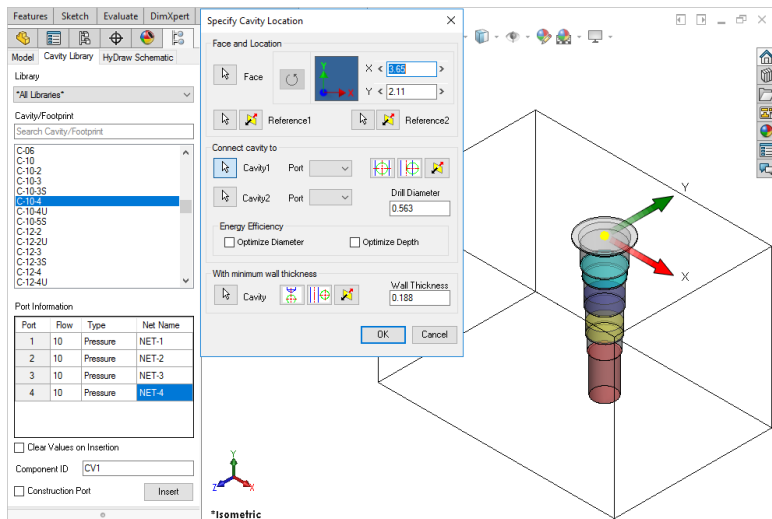 Features Sketch Evaluate DimXpert
Model Cavity Library HyDraw Schematic
Library
*All Libraries*
Cavity/Footprint
Search Cavity/Footprint
C-06
C-10
C-10-2
C-10-3
C-10-3S
C-10-4
C-10-4U
C-10-5S
C-12-2
C-12-2U
C-12-3
C-12-3S
C-12-4
C-12-4U
Port Information
Port Flow Type Net Name
1 10 Pressure NET-1
2 10 Pressure NET-2
3 10 Pressure NET-3
4 10 Pressure NET-4
Clear Values on Insertion
Component ID CV1
Construction Port Insert
Specify Cavity Location
Face and Location
Face
Y
X
X < 3.65 >
Y < 2.11 >
Reference1 Reference2
Connect cavity to
Cavity1 Port
Cavity2 Port
Drill Diameter
0.563
Energy Efficiency
Optimize Diameter Optimize Depth
With minimum wall thickness
Cavity
Wall Thickness
0.188
OK Cancel
Y
X
Y
Z
X
*Isometric